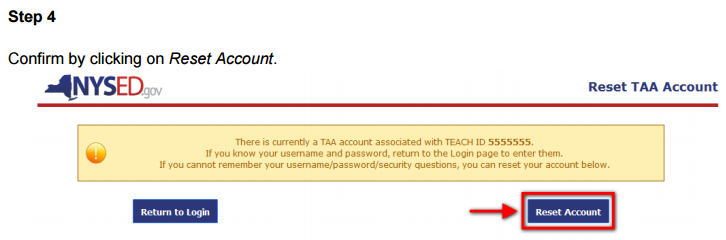 Step 4
Confirm by clicking on Reset Account.
NYSED.gov
Reset TAA Account
There is currently a TAA account associated with TEACH ID 5555555.
If you know your username and password, return to the Login page to enter them.
If you cannot remember your username/password/security questions, you can reset your account below.
Return to Login
Reset Account